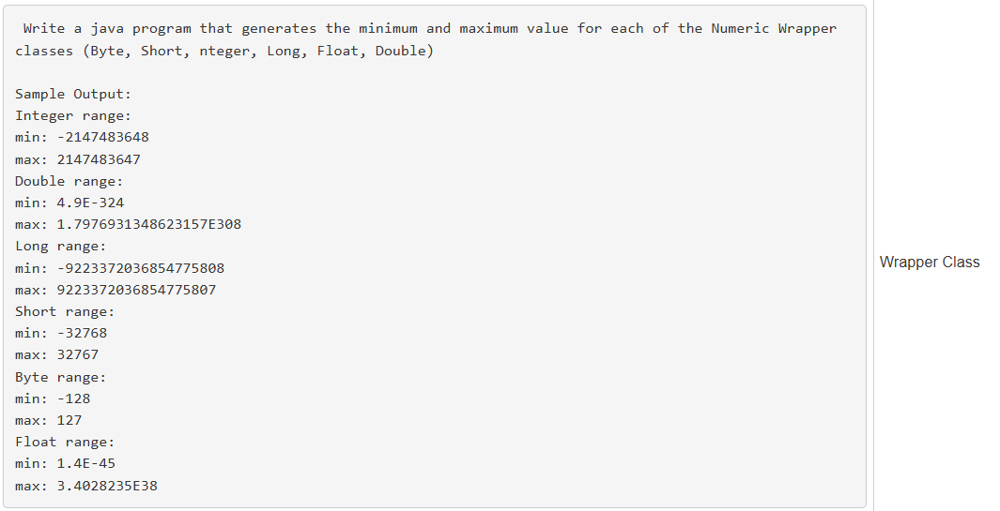 Write a java program that generates the minimum and maximum value for each of the Numeric Wrapper
classes (Byte, Short, nteger, Long, Float, Double)
Sample Output:
Integer range:
min: -2147483648
max: 2147483647
Double range:
min: 4.9E-324
max: 1.7976931348623157E308
Long range:
min: -9223372036854775808
max: 9223372036854775807
Short range:
min: -32768
max: 32767
Byte range:
min: -128
max: 127
Float range:
min: 1.4E-45
max: 3.4028235E38
Wrapper Class